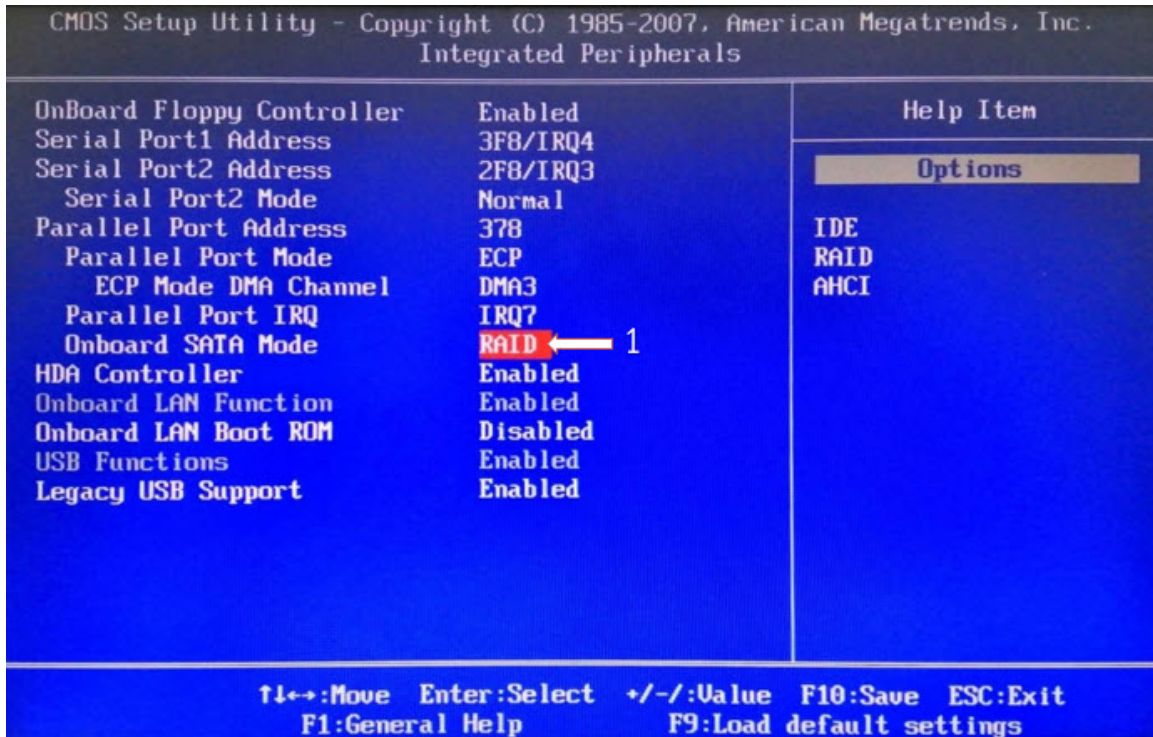 CMOS Setup Utility - Copyright (C) 1985-2007, American Megatrends, Inc.
Integrated Peripherals
OnBoard Floppy Controller Enabled
Serial Port1 Address 3F8/IRQ4
Serial Port2 Address 2F8/IRQ3
Serial Port2 Mode Normal
Parallel Port Address 378
Parallel Port Mode ECP
ECP Mode DMA Channel DMA3
Parallel Port IRQ IRQ7
Onboard SATA Mode RAID 1
HDA Controller Enabled
Onboard LAN Function Enabled
Onboard LAN Boot ROM Disabled
USB Functions Enabled
Legacy USB Support Enabled
Help Item
Options
IDE
RAID
AHCI
↑↓←→:Move Enter:Select +/-/:Value F10:Save ESC:Exit
F1:General Help F9:Load default settings